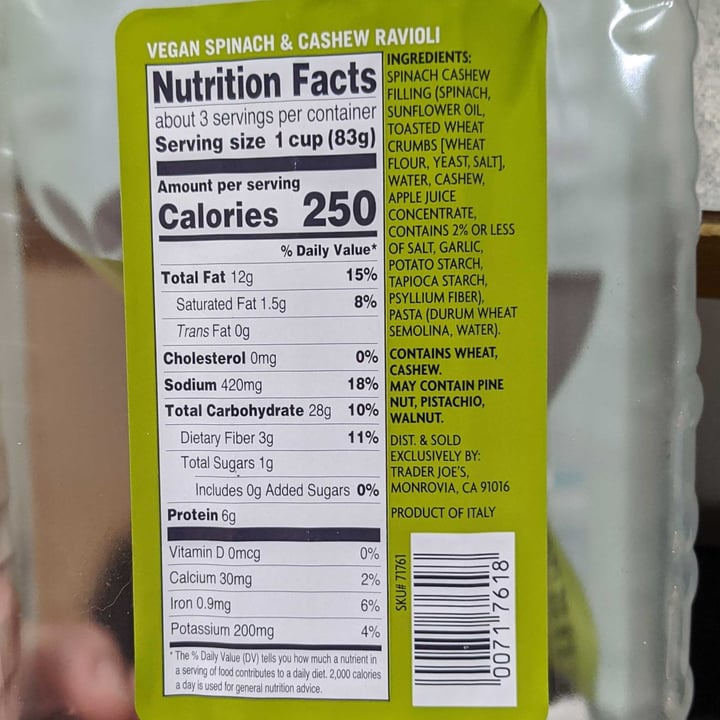 VEGAN SPINACH & CASHEW RAVIOLI
Nutrition Facts
about 3 servings per container
Serving size 1 cup (83g)
Amount per serving
Calories 250
% Daily Value*
Total Fat 12g 15%
Saturated Fat 1.5g 8%
Trans Fat 0g
Cholesterol 0mg 0%
Sodium 420mg 18%
Total Carbohydrate 28g 10%
Dietary Fiber 3g 11%
Total Sugars 1g
Includes 0g Added Sugars 0%
Protein 6g
Vitamin D 0mcg 0%
Calcium 30mg 2%
Iron 0.9mg 6%
Potassium 200mg 4%
* The % Daily Value (DV) tells you how much a nutrient in
a serving of food contributes to a daily diet. 2,000 calories
a day is used for general nutrition advice.
INGREDIENTS:
SPINACH CASHEW
FILLING (SPINACH,
SUNFLOWER OIL,
TOASTED WHEAT
CRUMBS [WHEAT
FLOUR, YEAST, SALT],
WATER, CASHEW,
APPLE JUICE
CONCENTRATE,
CONTAINS 2% OR LESS
OF SALT, GARLIC,
POTATO STARCH,
TAPIOCA STARCH,
PSYLLIUM FIBER),
PASTA (DURUM WHEAT
SEMOLINA, WATER).
CONTAINS WHEAT,
CASHEW.
MAY CONTAIN PINE
NUT, PISTACHIO,
WALNUT.
DIST. & SOLD
EXCLUSIVELY BY:
TRADER JOE'S,
MONROVIA, CA 91016
PRODUCT OF ITALY
SKU# 71761
0071 7618